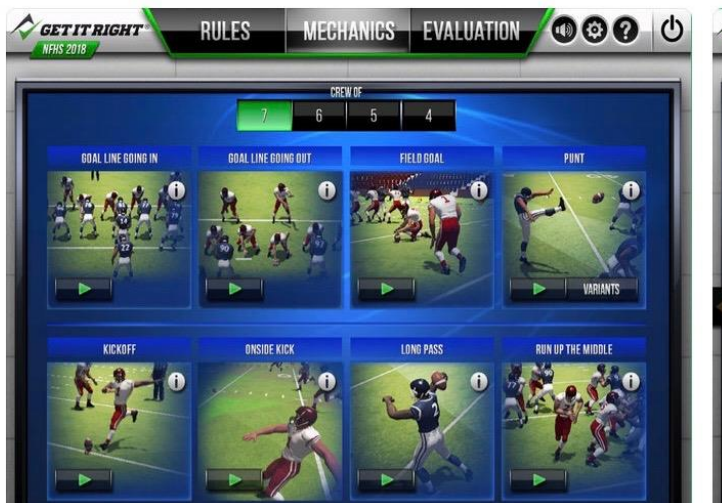 GET IT RIGHT
NFHS 2018
RULES
MECHANICS
EVALUATION
?
CREW OF
7 6 5 4
GOAL LINE GOING IN
GOAL LINE GOING OUT
FIELD GOAL
PUNT
VARIANTS
KICKOFF
ONSIDE KICK
LONG PASS
RUN UP THE MIDDLE